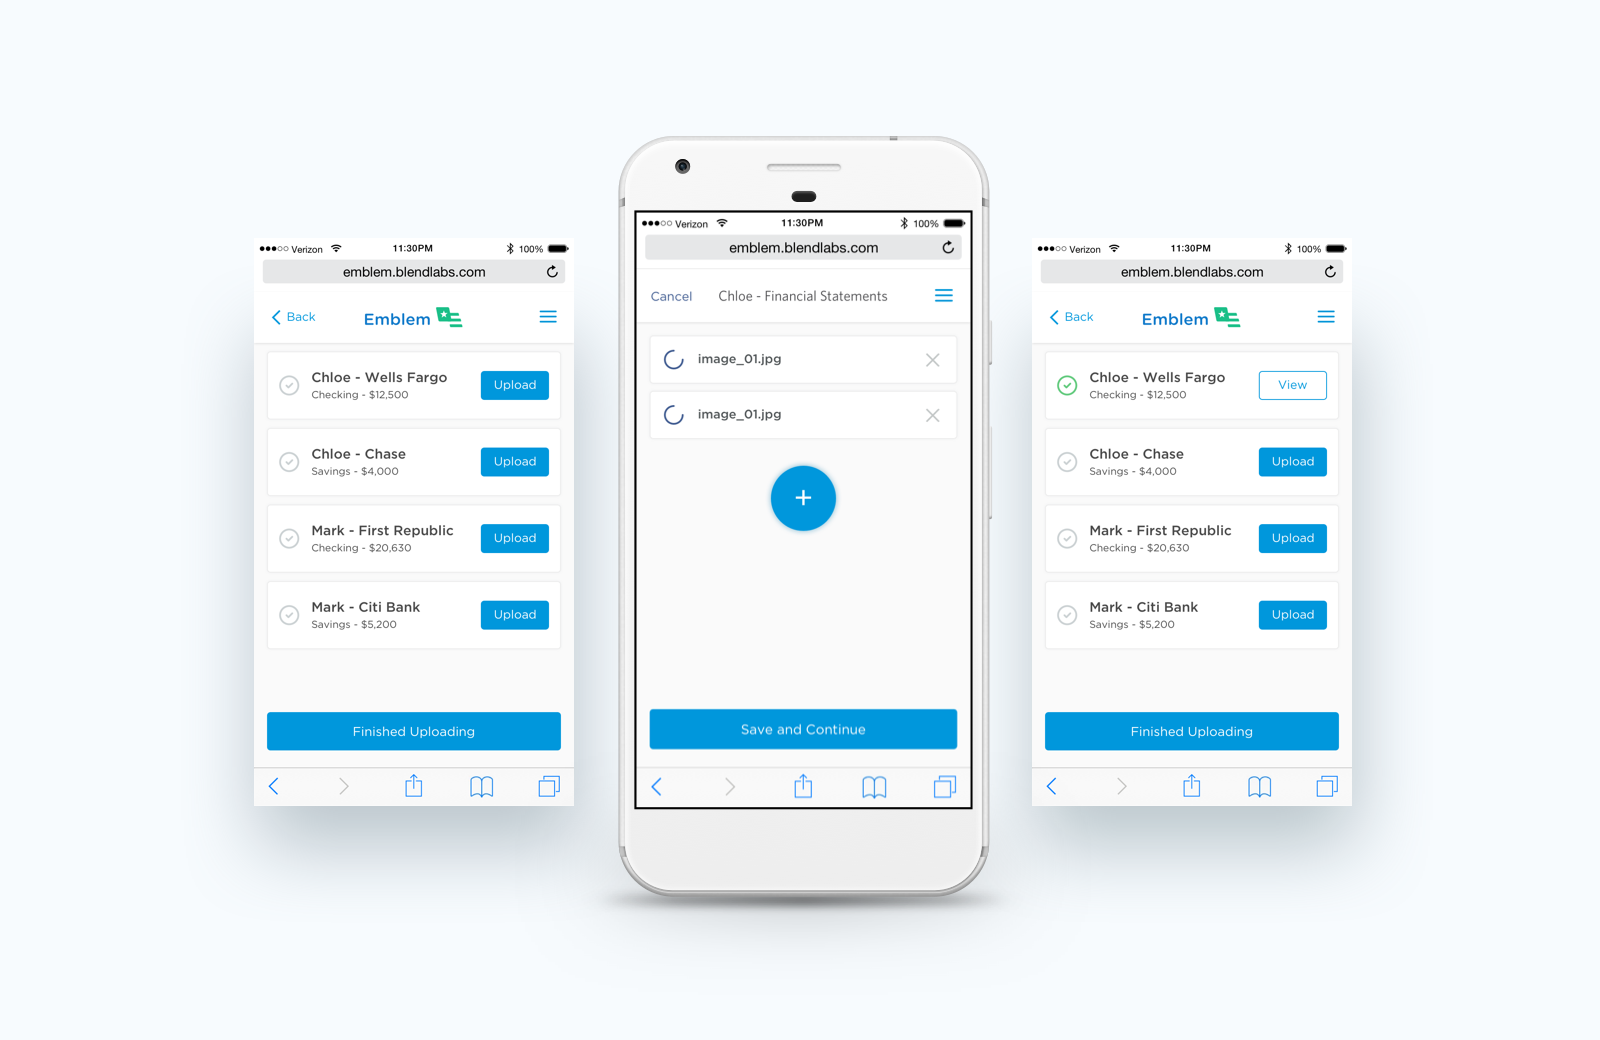 Verizon 11:30PM 100%
emblem.blendlabs.com
Back Emblem
Chloe - Wells Fargo
Checking - $12,500
Upload
Chloe - Chase
Savings - $4,000
Upload
Mark - First Republic
Checking - $20,630
Upload
Mark - Citi Bank
Savings - $5,200
Upload
Finished Uploading
Verizon 11:30PM 100%
emblem.blendlabs.com
Cancel Chloe - Financial Statements
image_01.jpg
image_01.jpg
Save and Continue
Verizon 11:30PM 100%
emblem.blendlabs.com
Back Emblem
Chloe - Wells Fargo
Checking - $12,500
View
Chloe - Chase
Savings - $4,000
Upload
Mark - First Republic
Checking - $20,630
Upload
Mark - Citi Bank
Savings - $5,200
Upload
Finished Uploading